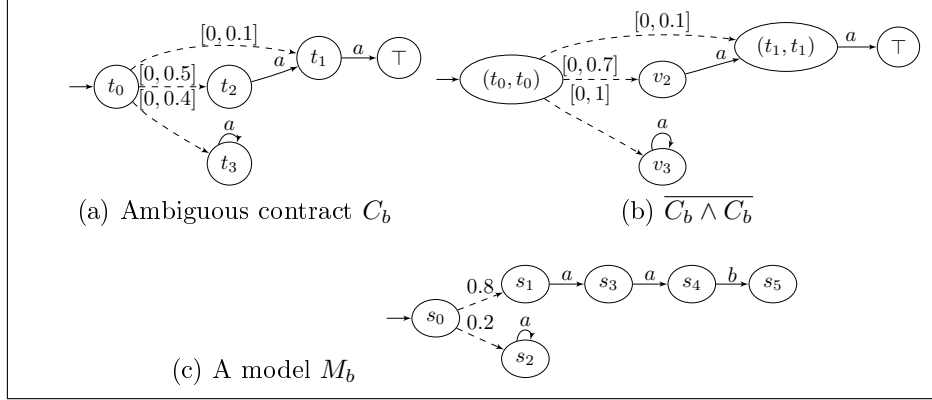 [0, 0.1]
t₀
[0, 0.5]
[0, 0.4]
t₂
a
t₁
a
⊤
a
t₃
(a) Ambiguous contract C_b
[0, 0.1]
(t₀, t₀)
[0, 0.7]
[0, 1]
v₂
a
(t₁, t₁)
a
⊤
a
v₃
(b) \overline{C_b ∧ C_b}
s₀
0.8
0.2
s₁
a
s₃
a
s₄
b
s₅
a
s₂
(c) A model M_b